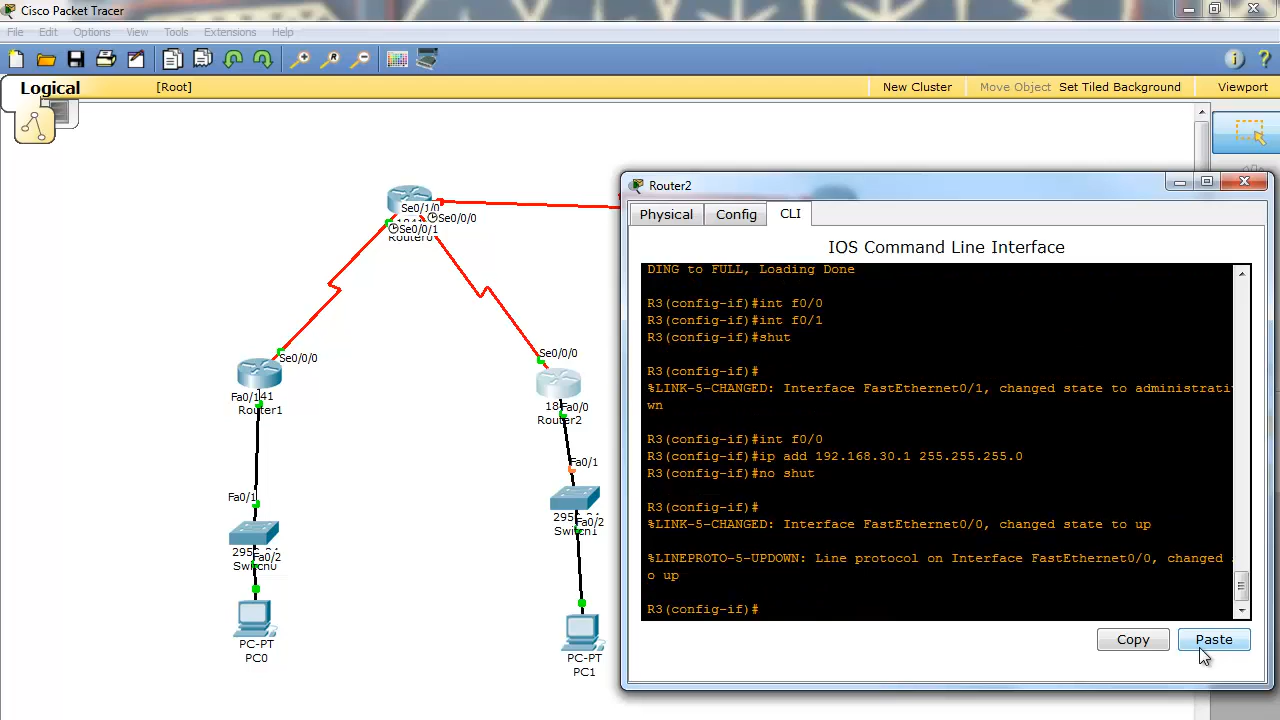 Cisco Packet Tracer
File Edit Options View Tools Extensions Help
Logical
[Root]
New Cluster
Move Object
Set Tiled Background
Viewport
Se0/1/0
Se0/0/0
Se0/0/1
Router0
Se0/0/0
Fa0/1
41
Router1
Se0/0/0
18
Fa0/0
Router2
Fa0/1
Fa0/2
Switch0
PC-PT
PC0
Fa0/1
Fa0/2
Switch1
PC-PT
PC1
Router2
Physical
Config
CLI
IOS Command Line Interface
DING to FULL, Loading Done
R3(config-if)#int f0/0
R3(config-if)#int f0/1
R3(config-if)#shut
R3(config-if)#
%LINK-5-CHANGED: Interface FastEthernet0/1, changed state to administrati
wn
R3(config-if)#int f0/0
R3(config-if)#ip add 192.168.30.1 255.255.255.0
R3(config-if)#no shut
R3(config-if)#
%LINK-5-CHANGED: Interface FastEthernet0/0, changed state to up
%LINEPROTO-5-UPDOWN: Line protocol on Interface FastEthernet0/0, changed s
o up
R3(config-if)#
Copy
Paste